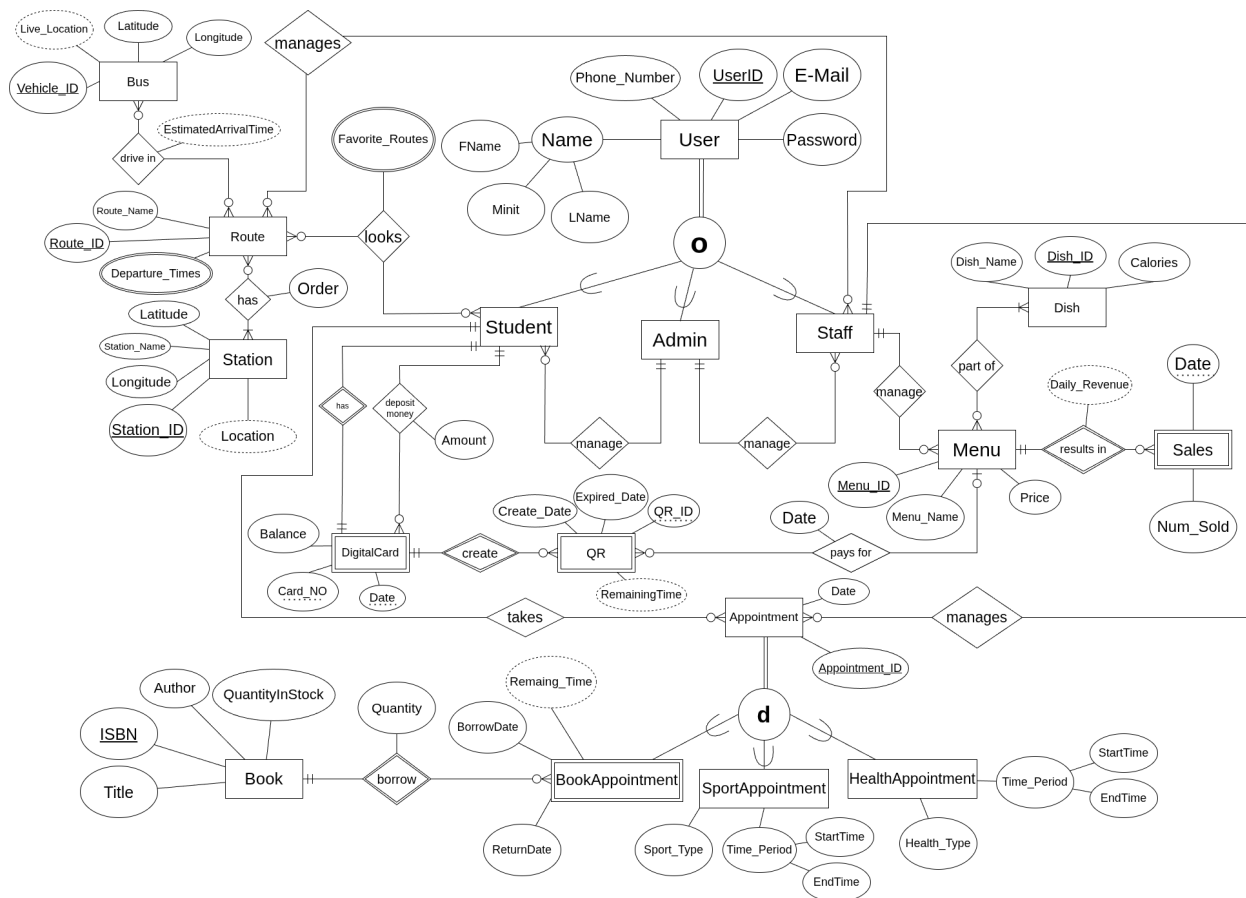 Live_Location
Latitude
Longitude
manages
Vehicle_ID
Bus
Phone_Number
UserID
E-Mail
EstimatedArrivalTime
drive in
Favorite_Routes
FName
Name
User
Password
Minit
LName
Route_Name
Route_ID
Route
looks
o
Departure_Times
has
Order
Dish_Name
Dish_ID
Calories
Dish
Latitude
Station_Name
Longitude
Station
Station_ID
Location
Student
Admin
Staff
part of
Date
Daily_Revenue
has
deposit
money
Amount
manage
manage
manage
Menu
results in
Sales
Menu_ID
Menu_Name
Price
Num_Sold
Balance
DigitalCard
Card_NO
Date
create
Create_Date
Expired_Date
QR_ID
QR
RemainingTime
Date
pays for
takes
Appointment
Date
manages
Appointment_ID
Author
QuantityInStock
ISBN
Title
Book
Quantity
borrow
Remaing_Time
BorrowDate
BookAppointment
ReturnDate
d
SportAppointment
HealthAppointment
Sport_Type
Time_Period
StartTime
EndTime
Time_Period
StartTime
EndTime
Health_Type